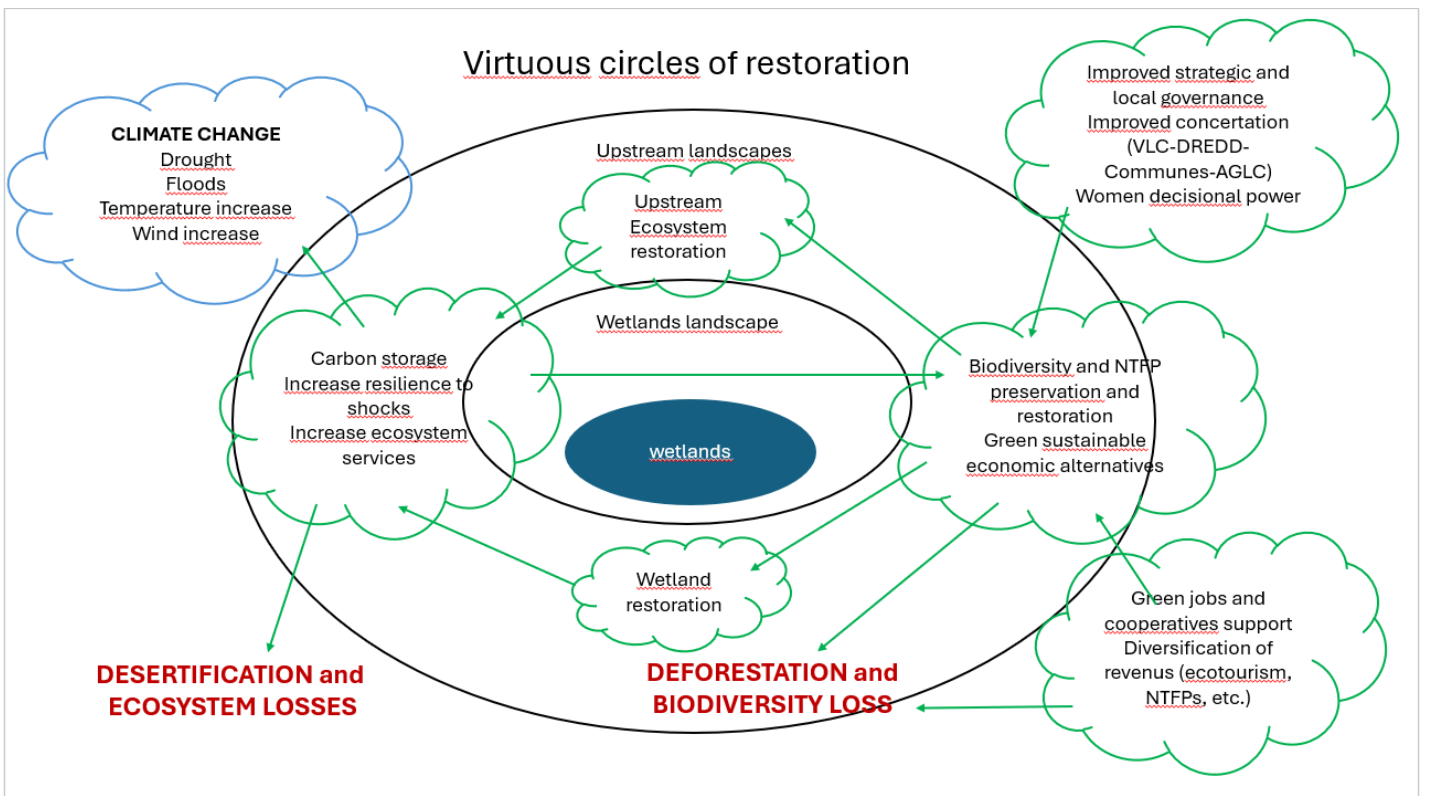 Virtuous circles of restoration
CLIMATE CHANGE
Drought
Floods
Temperature increase
Wind increase
Upstream landscapes
Upstream
Ecosystem
restoration
Improved strategic and
local governance
Improved concertation
(VLC-DREDD-
Communes-AGLC)
Women decisional power
Wetlands landscape
Carbon storage
Increase resilience to
shocks
Increase ecosystem
services
wetlands
Biodiversity and NTFP
preservation and
restoration
Green sustainable
economic alternatives
Wetland
restoration
Green jobs and
cooperatives support
Diversification of
revenus (ecotourism,
NTFPs, etc.)
DESERTIFICATION and
ECOSYSTEM LOSSES
DEFORESTATION and
BIODIVERSITY LOSS